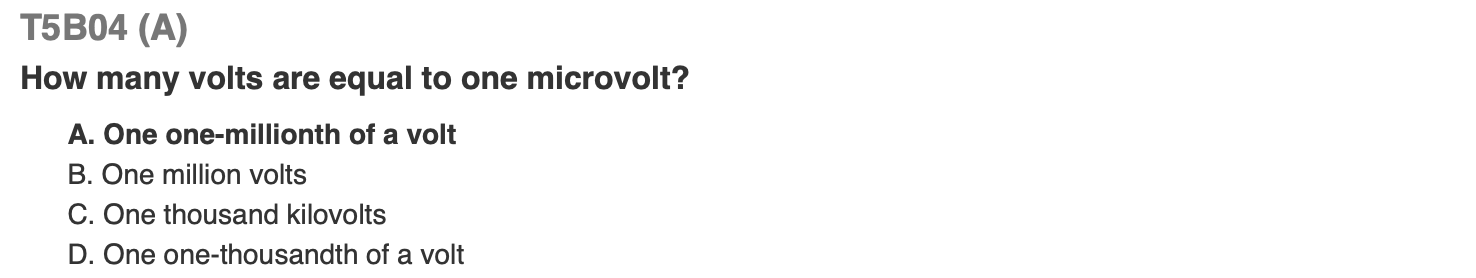 T5B04 (A)
How many volts are equal to one microvolt?
A. One one-millionth of a volt
B. One million volts
C. One thousand kilovolts
D. One one-thousandth of a volt